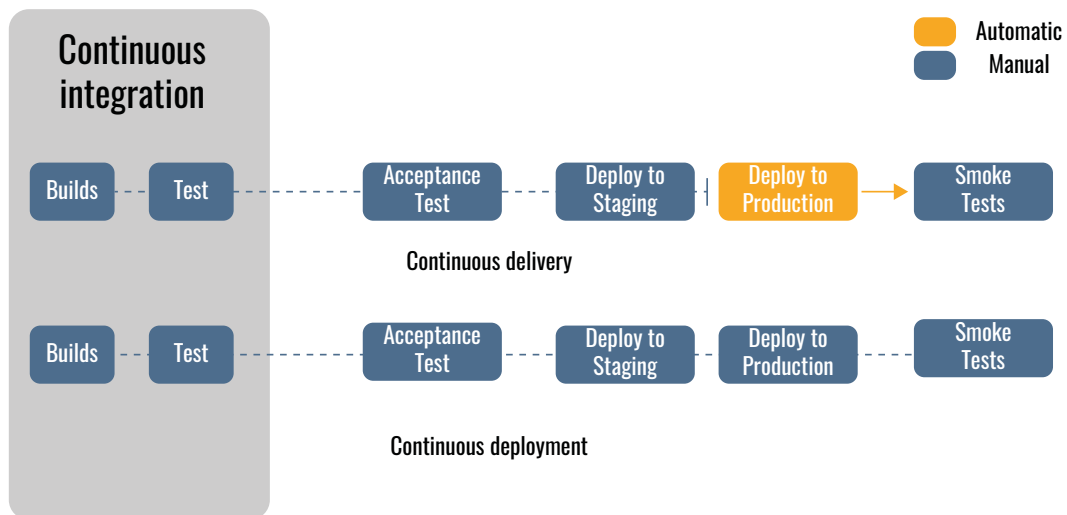 Continuous
integration
Automatic
Manual
Builds
Test
Acceptance
Test
Deploy to
Staging
Deploy to
Production
Smoke
Tests
Continuous delivery
Builds
Test
Acceptance
Test
Deploy to
Staging
Deploy to
Production
Smoke
Tests
Continuous deployment